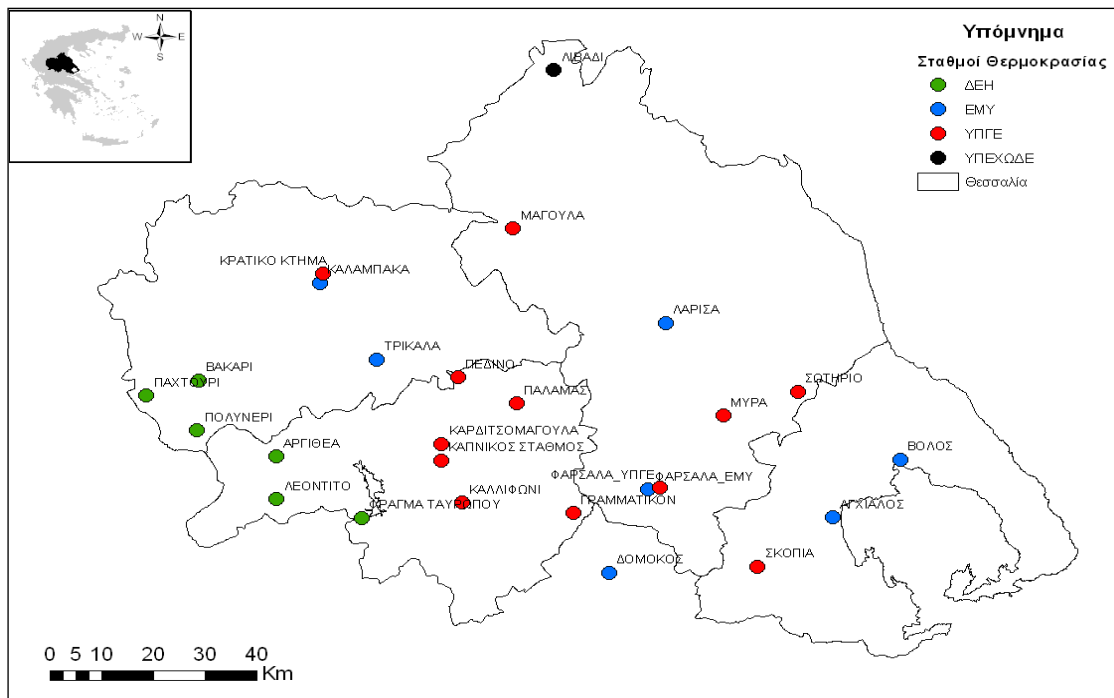 N
W E
S
Υπόμνημα
Σταθμοί Θερμοκρασίας
ΔΕΗ
ΕΜΥ
ΥΠΓΕ
ΥΠΕΧΩΔΕ
Θεσσαλία
ΛΙΒΑΔΙ
ΜΑΓΟΥΛΑ
ΚΡΑΤΙΚΟ ΚΤΗΜΑ
ΚΑΛΑΜΠΑΚΑ
ΛΑΡΙΣΑ
ΤΡΙΚΑΛΑ
ΒΑΚΑΡΙ
ΠΕΔΙΝΟ
ΠΑΧΤΟΥΡΙ
ΣΩΤΗΡΙΟ
ΠΑΛΑΜΑΣ
ΜΥΡΑ
ΠΟΛΥΝΕΡΙ
ΚΑΡΔΙΤΣΟΜΑΓΟΥΛΑ
ΑΡΓΙΘΕΑ
ΚΑΠΝΙΚΟΣ ΣΤΑΘΜΟΣ
ΒΟΛΟΣ
ΦΑΡΣΑΛΑ_ΥΠΓΕ
ΦΑΡΣΑΛΑ_ΕΜΥ
ΛΕΟΝΤΙΤΟ
ΚΑΛΛΙΦΩΝΙ
ΦΡΑΓΜΑ ΤΑΥΡΩΠΟΥ
ΓΡΑΜΜΑΤΙΚΟΝ
ΑΓΧΙΑΛΟΣ
ΔΟΜΟΚΟΣ
ΣΚΟΠΙΑ
0 5 10 20 30 40
Km